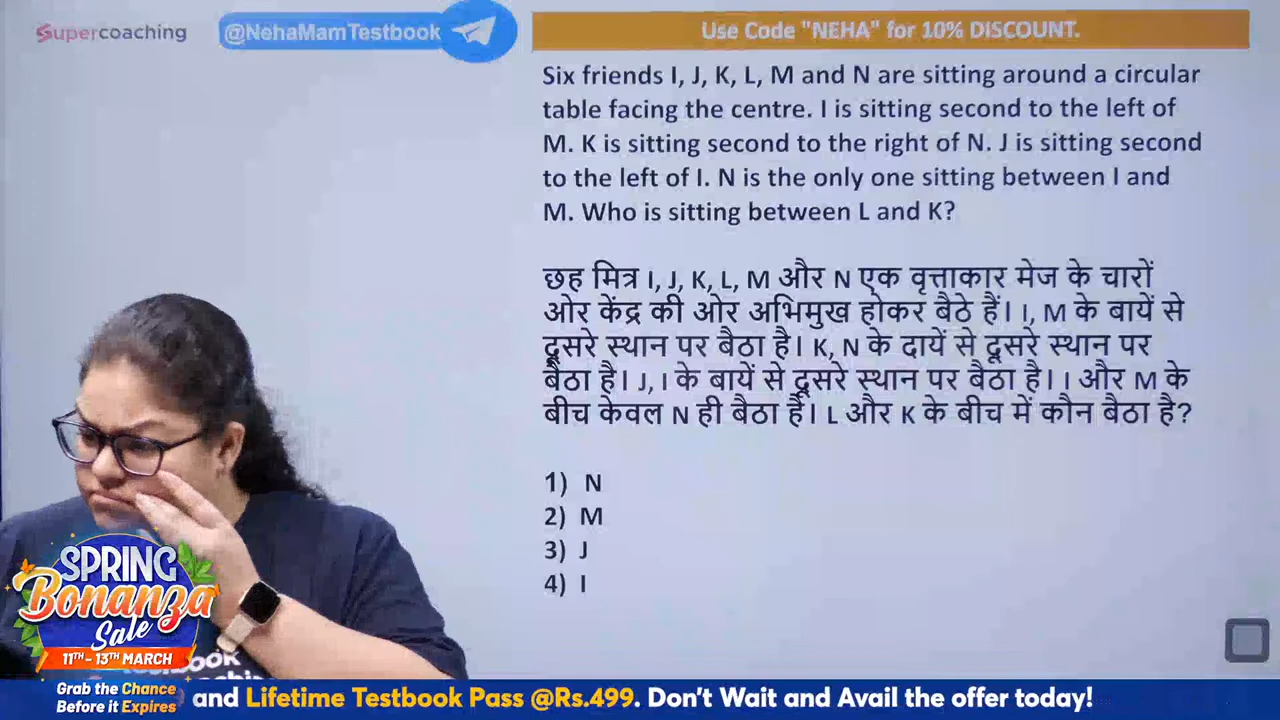 Supercoaching
@NehaMamTestbook
Use Code "NEHA" for 10% DISCOUNT.
Six friends I, J, K, L, M and N are sitting around a circular
table facing the centre. I is sitting second to the left of
M. K is sitting second to the right of N. J is sitting second
to the left of I. N is the only one sitting between I and
M. Who is sitting between L and K?
छह मित्र I, J, K, L, M और N एक वृत्ताकार मेज के चारों
ओर केंद्र की ओर अभिमुख होकर बैठे हैं। I, M के बायें से
दूसरे स्थान पर बैठा है। K, N के दायें से दूसरे स्थान पर
बैठा है। J, I के बायें से दूसरे स्थान पर बैठा है। I और M के
बीच केवल N ही बैठा है। L और K के बीच में कौन बैठा है?
1) N
2) M
3) J
4) I
SPRING
Bonanza
Sale
11TH - 13TH MARCH
Grab the Chance
Before it Expires
and Lifetime Testbook Pass @Rs.499. Don't Wait and Avail the offer today!